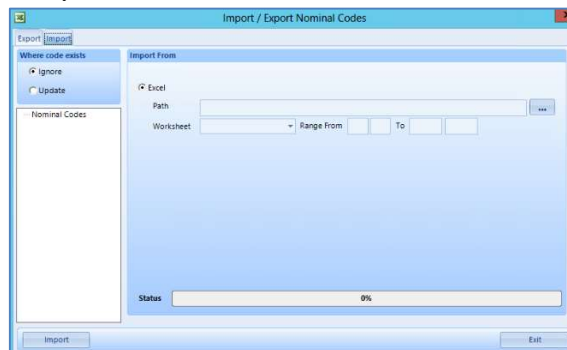 Import / Export Nominal Codes
Export Import
Where code exists
Ignore
Update
Nominal Codes
Import From
Excel
Path ...
Worksheet Range From To
Status 0%
Import Exit